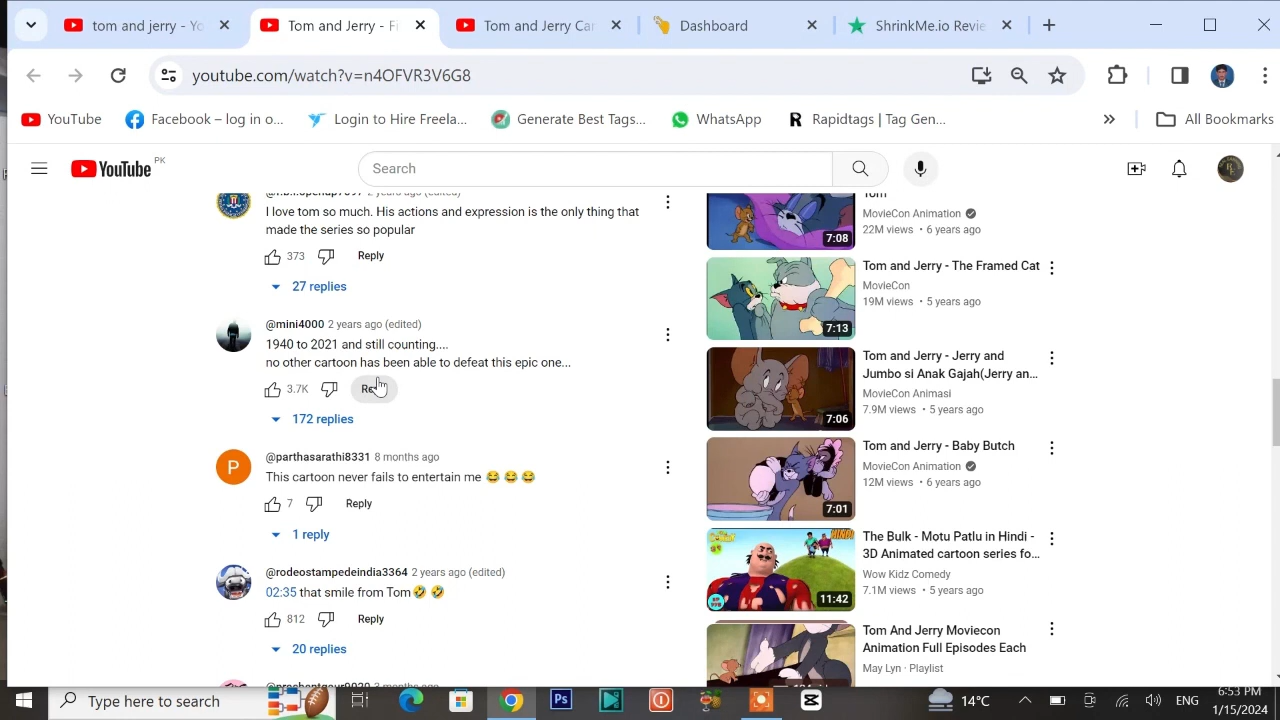 tom and jerry - Yo
Tom and Jerry - Fi
Tom and Jerry Car
Dashboard
ShrinkMe.io Revie
youtube.com/watch?v=n4OFVR3V6G8
YouTube
Facebook – log in o...
Login to Hire Freela...
Generate Best Tags...
WhatsApp
Rapidtags | Tag Gen...
All Bookmarks
YouTube PK
Search
2 years ago (edited)
I love tom so much. His actions and expression is the only thing that
made the series so popular
373 Reply
27 replies
@mini4000 2 years ago (edited)
1940 to 2021 and still counting....
no other cartoon has been able to defeat this epic one...
3.7K
172 replies
P
@parthasarathi8331 8 months ago
This cartoon never fails to entertain me 😂 😂 😂
7 Reply
1 reply
@rodeostampedeindia3364 2 years ago (edited)
02:35 that smile from Tom🤣 🤣
812 Reply
20 replies
Tom
MovieCon Animation
22M views • 6 years ago
7:08
Tom and Jerry - The Framed Cat
MovieCon
19M views • 5 years ago
7:13
Tom and Jerry - Jerry and
Jumbo si Anak Gajah(Jerry an...
MovieCon Animasi
7.9M views • 5 years ago
7:06
Tom and Jerry - Baby Butch
MovieCon Animation
12M views • 6 years ago
7:01
The Bulk - Motu Patlu in Hindi -
3D Animated cartoon series fo...
Wow Kidz Comedy
7.1M views • 5 years ago
HINDI
11:42
Tom And Jerry Moviecon
Animation Full Episodes Each
May Lyn · Playlist
Type here to search
Ps
14°C
ENG
6:53 PM
1/15/2024